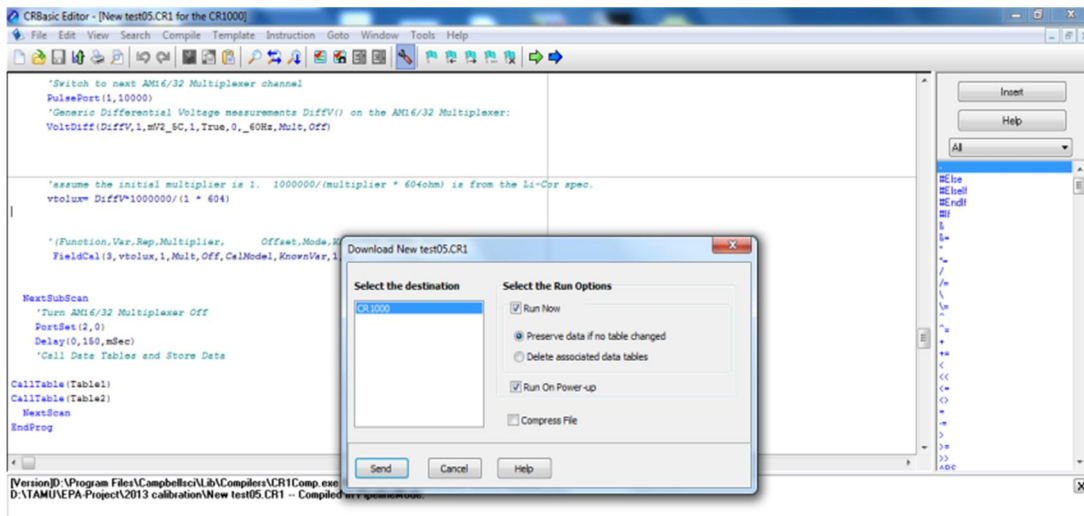 CRBasic Editor - [New test05.CR1 for the CR1000]
File Edit View Search Compile Template Instruction Goto Window Tools Help
'Switch to next AM16/32 Multiplexer channel
PulsePort(1,10000)
'Generic Differential Voltage measurements DiffV() on the AM16/32 Multiplexer:
VoltDiff(DiffV,1,mV2_5C,1,True,0,_60Hz,Mult,Off)
'assume the initial multiplier is 1. 1000000/(multiplier * 604ohm) is from the Li-Cor spec.
vtolux= DiffV*1000000/(1 * 604)
'(Function,Var,Rep,Multiplier, Offset,Mode,K
FieldCal(3,vtolux,1,Mult,Off,CalModel,KnownVar,1,
NextSubScan
'Turn AM16/32 Multiplexer Off
PortSet(2,0)
Delay(0,150,mSec)
'Call Data Tables and Store Data
CallTable(Table1)
CallTable(Table2)
NextScan
EndProg
Download New test05.CR1
Select the destination
CR1000
Select the Run Options
Run Now
Preserve data if no table changed
Delete associated data tables
Run On Power-up
Compress File
Send Cancel Help
Insert
Help
All
-
#Else
#ElseIf
#EndIf
#If
&
&=
*
*=
/
/=
\
\=
^
^=
+
+=
<
<<
<=
<>
=
-=
>
>=
>>
ABS
[Version]D:\Program Files\Campbellsci\Lib\Compilers\CR1Comp.exe
D:\TAMU\EPA-Project\2013 calibration\New test05.CR1 -- Compiled in PipelineMode.